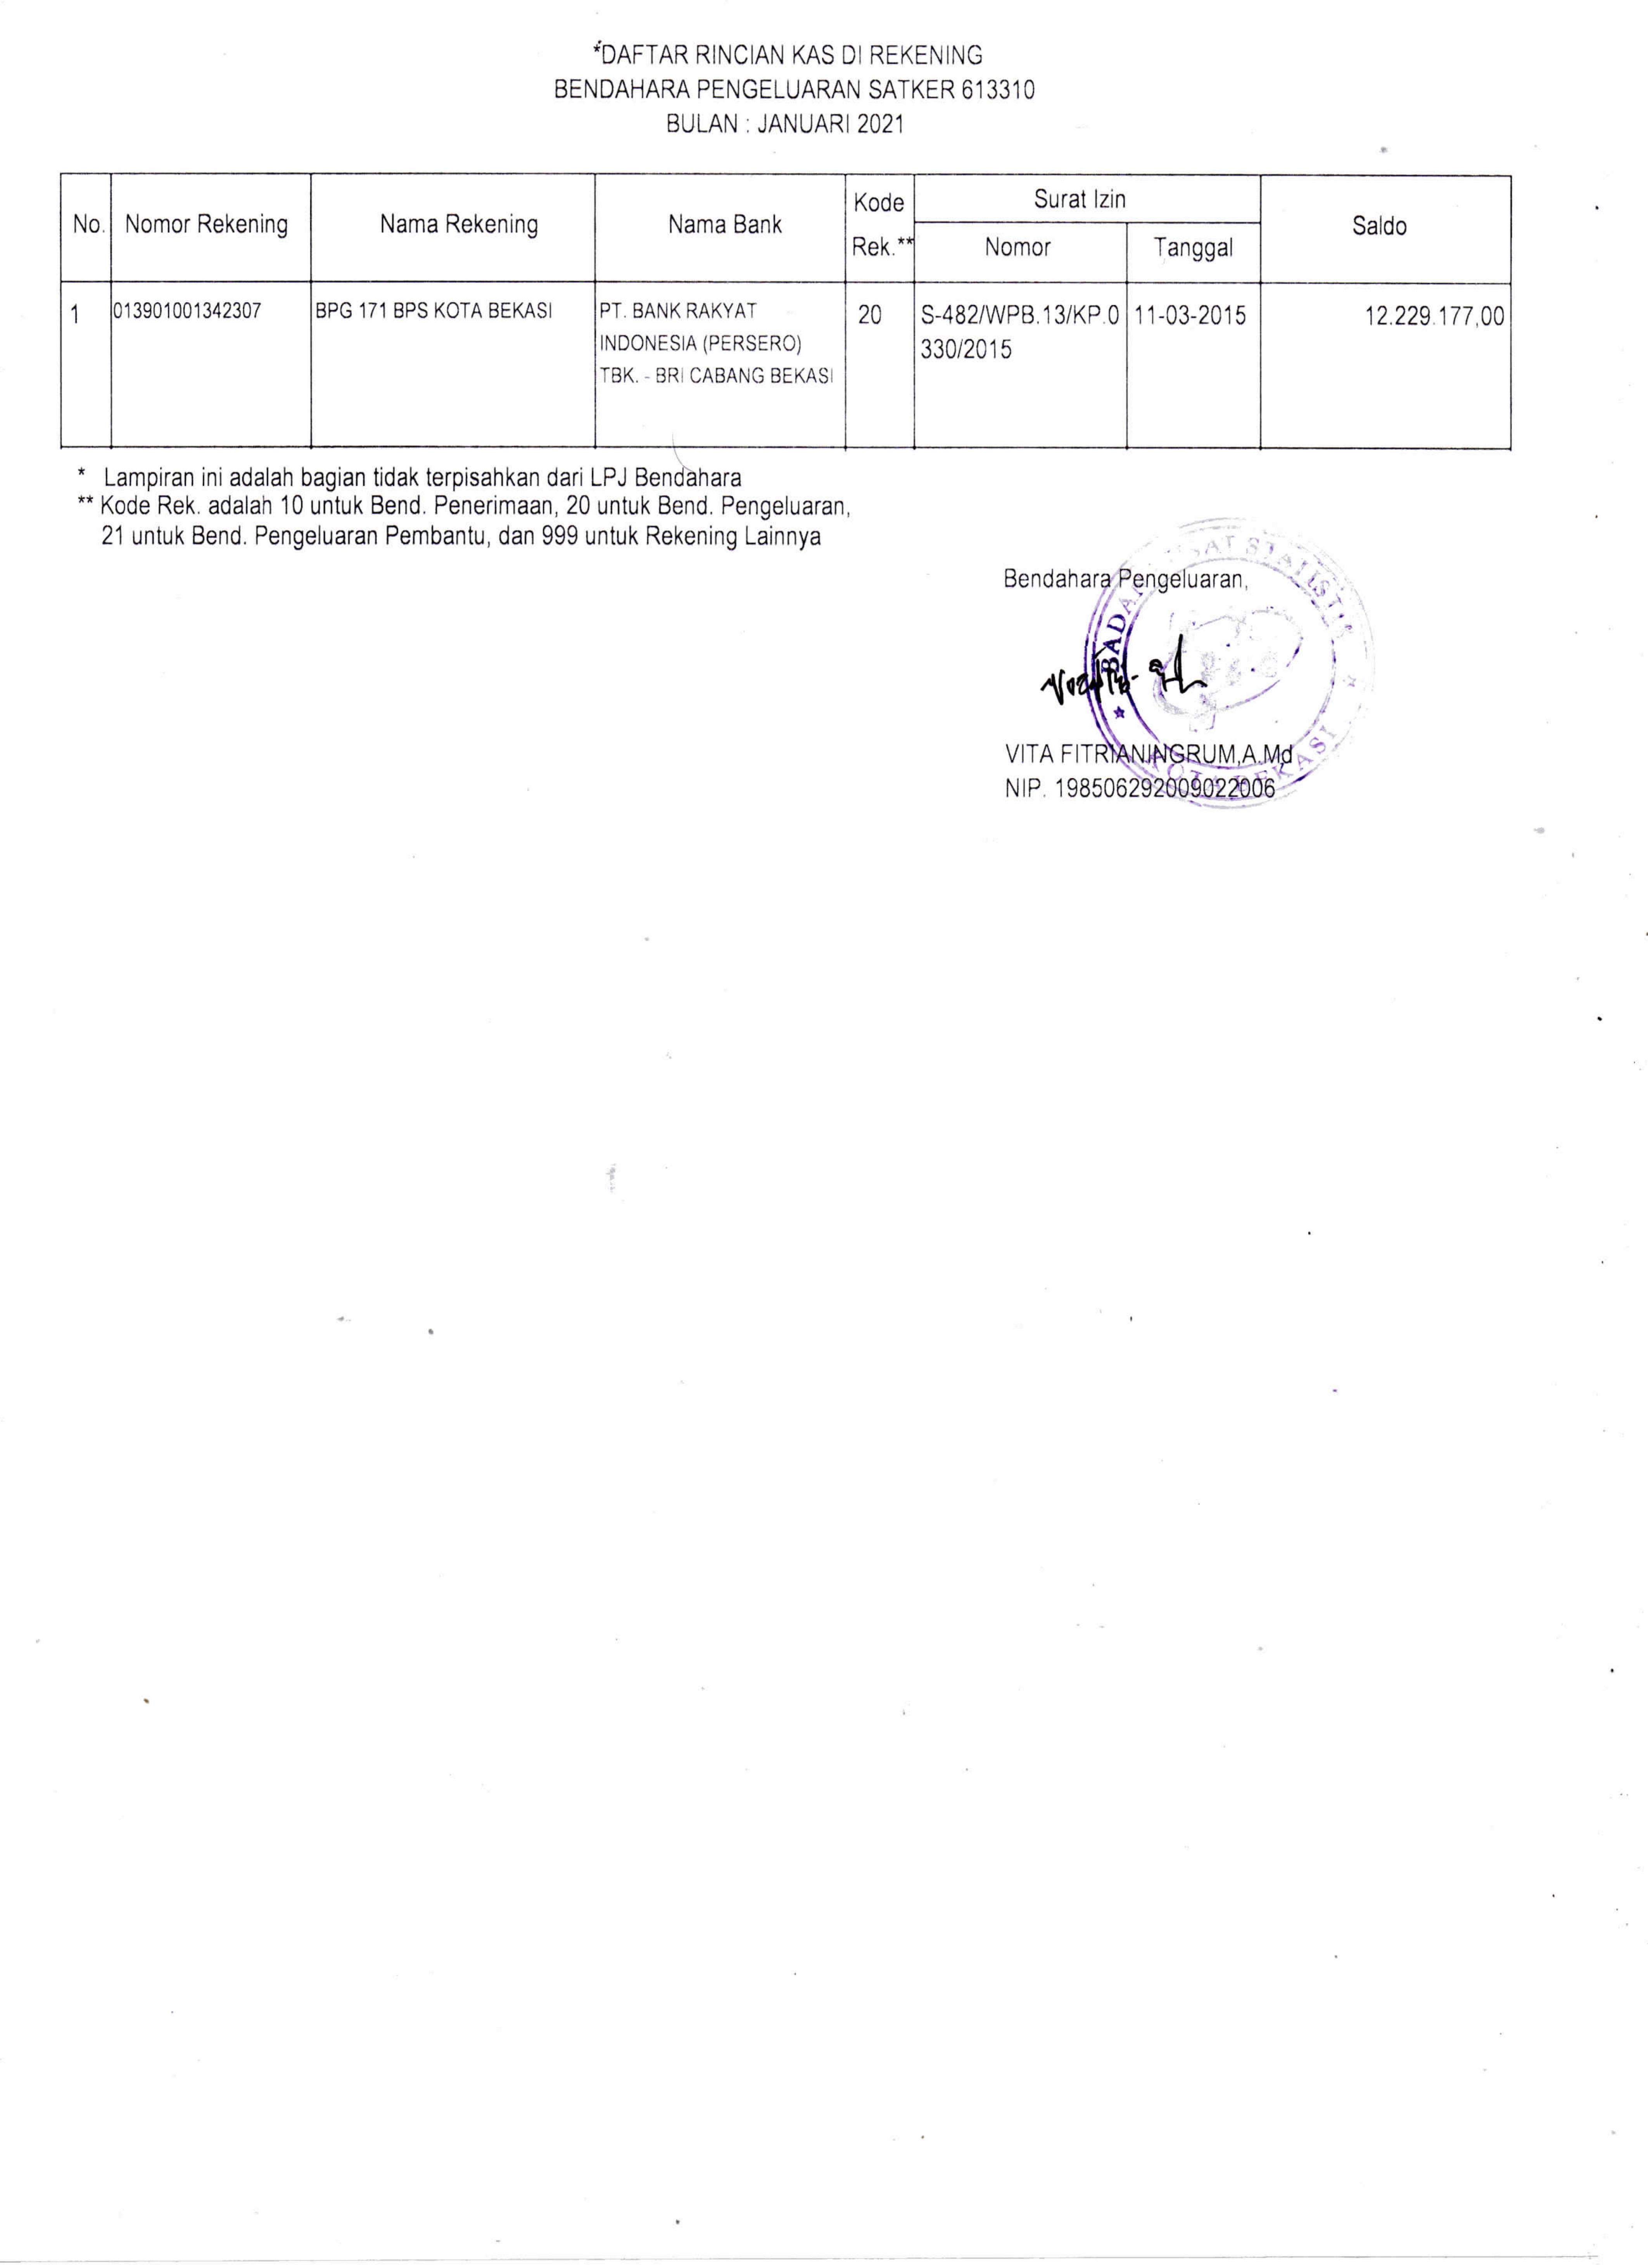 *DAFTAR RINCIAN KAS DI REKENING
BENDAHARA PENGELUARAN SATKER 613310
BULAN : JANUARI 2021
No. Nomor Rekening Nama Rekening Nama Bank Kode Rek.** Surat Izin Saldo
Nomor Tanggal
1 013901001342307 BPG 171 BPS KOTA BEKASI PT. BANK RAKYAT 20 S-482/WPB.13/KP.0 11-03-2015 12.229.177,00
INDONESIA (PERSERO) 330/2015
TBK. - BRI CABANG BEKASI
* Lampiran ini adalah bagian tidak terpisahkan dari LPJ Bendahara
** Kode Rek. adalah 10 untuk Bend. Penerimaan, 20 untuk Bend. Pengeluaran,
21 untuk Bend. Pengeluaran Pembantu, dan 999 untuk Rekening Lainnya
Bendahara Pengeluaran,
BADAN PUSAT STATISTIK
KOTA BEKASI
VITA FITRIANINGRUM,A.Md
NIP. 198506292009022006